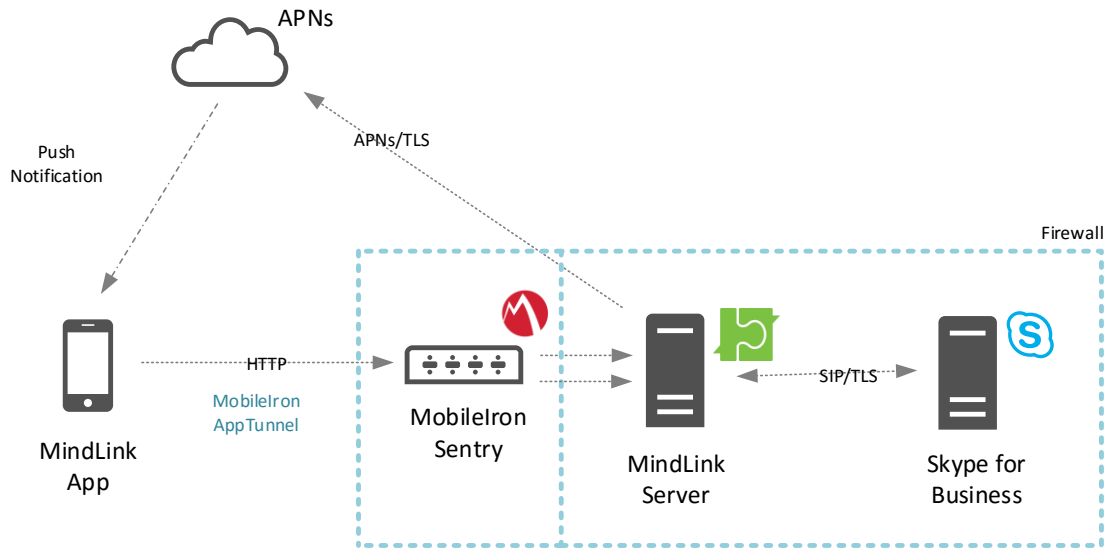 APNs
APNs/TLS
Push
Notification
Firewall
HTTP
MobileIron
AppTunnel
SIP/TLS
S
MindLink
App
MobileIron
Sentry
MindLink
Server
Skype for
Business